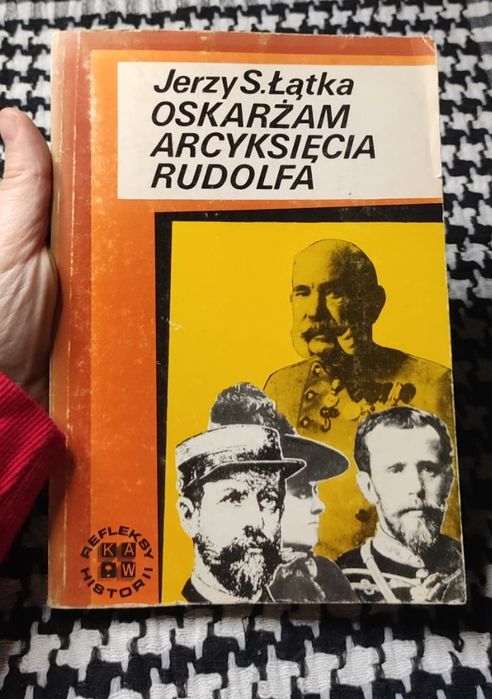 Jerzy S. Łątka
OSKARŻAM
ARCYKSIĘCIA
RUDOLFA
REFLEKSY
KAW
HISTORII